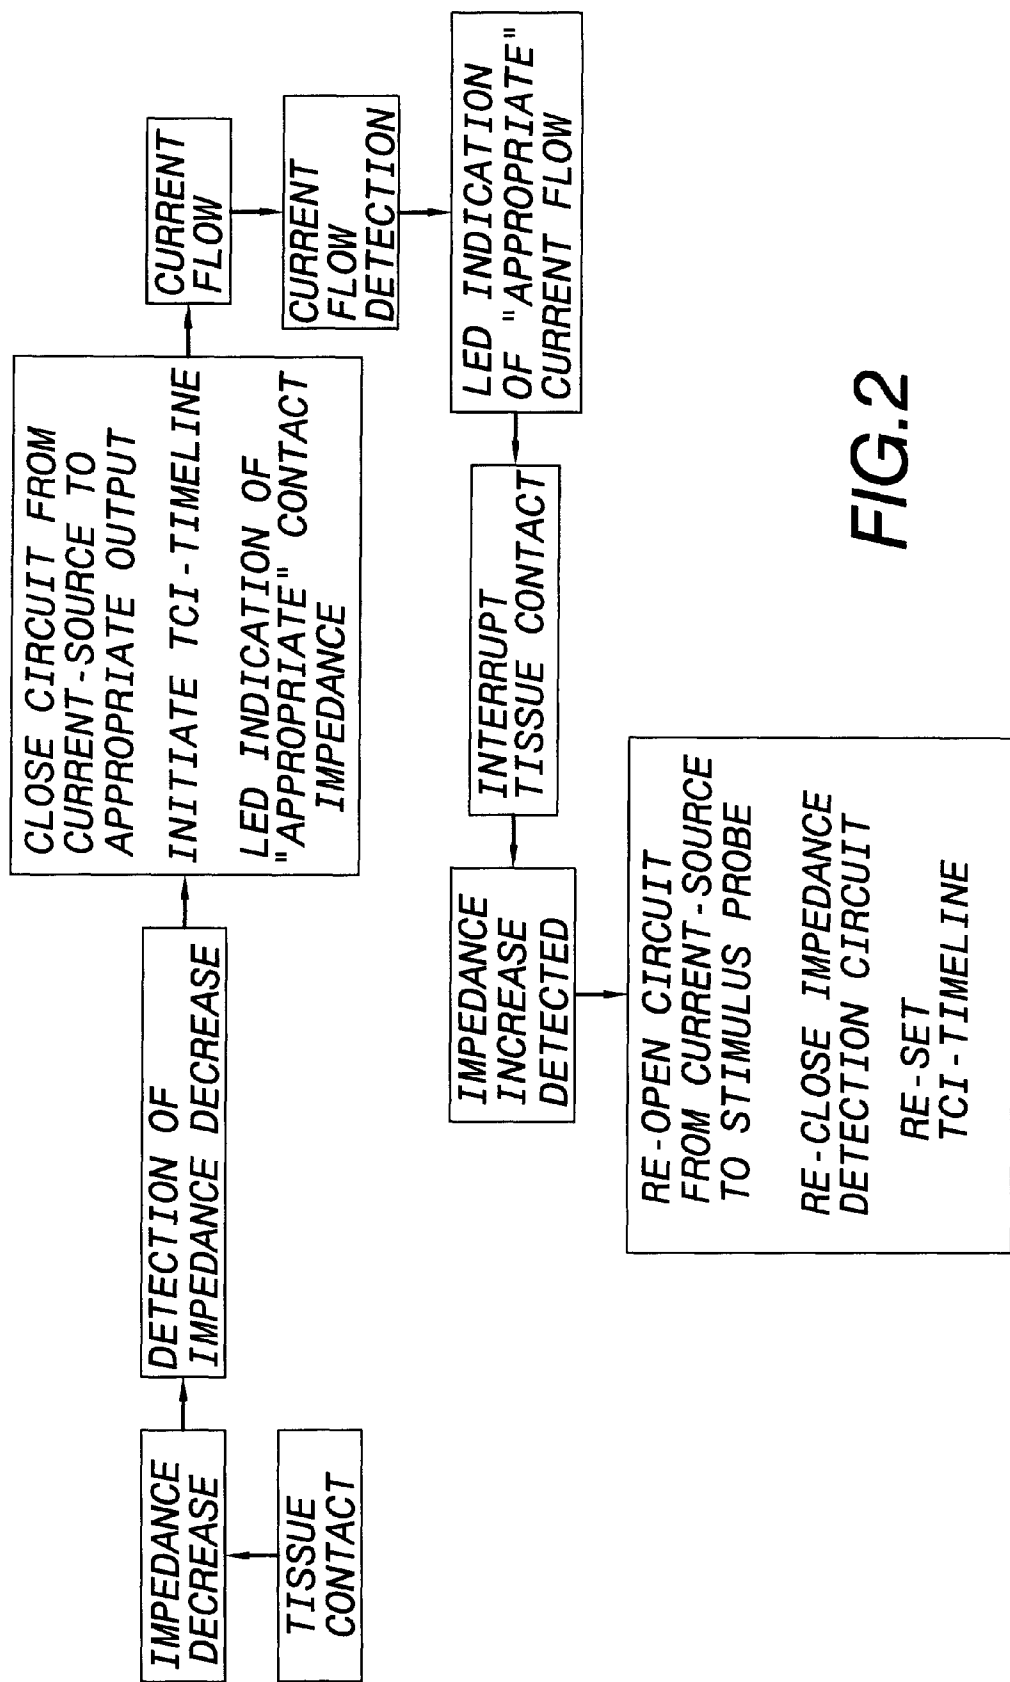 TISSUE
CONTACT
IMPEDANCE
DECREASE
DETECTION OF
IMPEDANCE DECREASE
CLOSE CIRCUIT FROM
CURRENT-SOURCE TO
APPROPRIATE OUTPUT
INITIATE TCI-TIMELINE
LED INDICATION OF
"APPROPRIATE" CONTACT
IMPEDANCE
CURRENT
FLOW
CURRENT
FLOW
DETECTION
LED INDICATION
OF "APPROPRIATE"
CURRENT FLOW
INTERRUPT
TISSUE CONTACT
IMPEDANCE
INCREASE
DETECTED
RE-OPEN CIRCUIT
FROM CURRENT-SOURCE
TO STIMULUS PROBE
RE-CLOSE IMPEDANCE
DETECTION CIRCUIT
RE-SET
TCI-TIMELINE
FIG.2